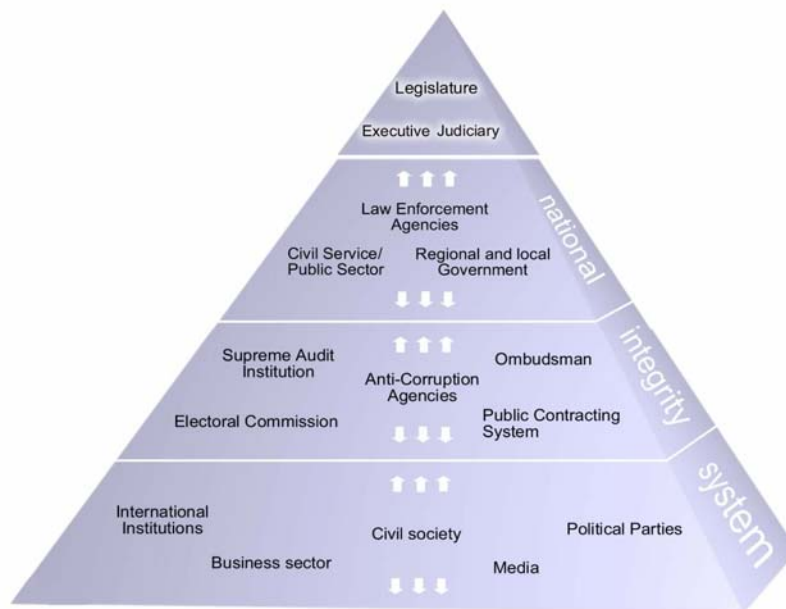 Legislature
Executive Judiciary
Law Enforcement
Agencies
Civil Service/
Public Sector
Regional and local
Government
national
Supreme Audit
Institution
Ombudsman
Anti-Corruption
Agencies
Electoral Commission
Public Contracting
System
integrity
International
Institutions
Civil society
Political Parties
Business sector
Media
system